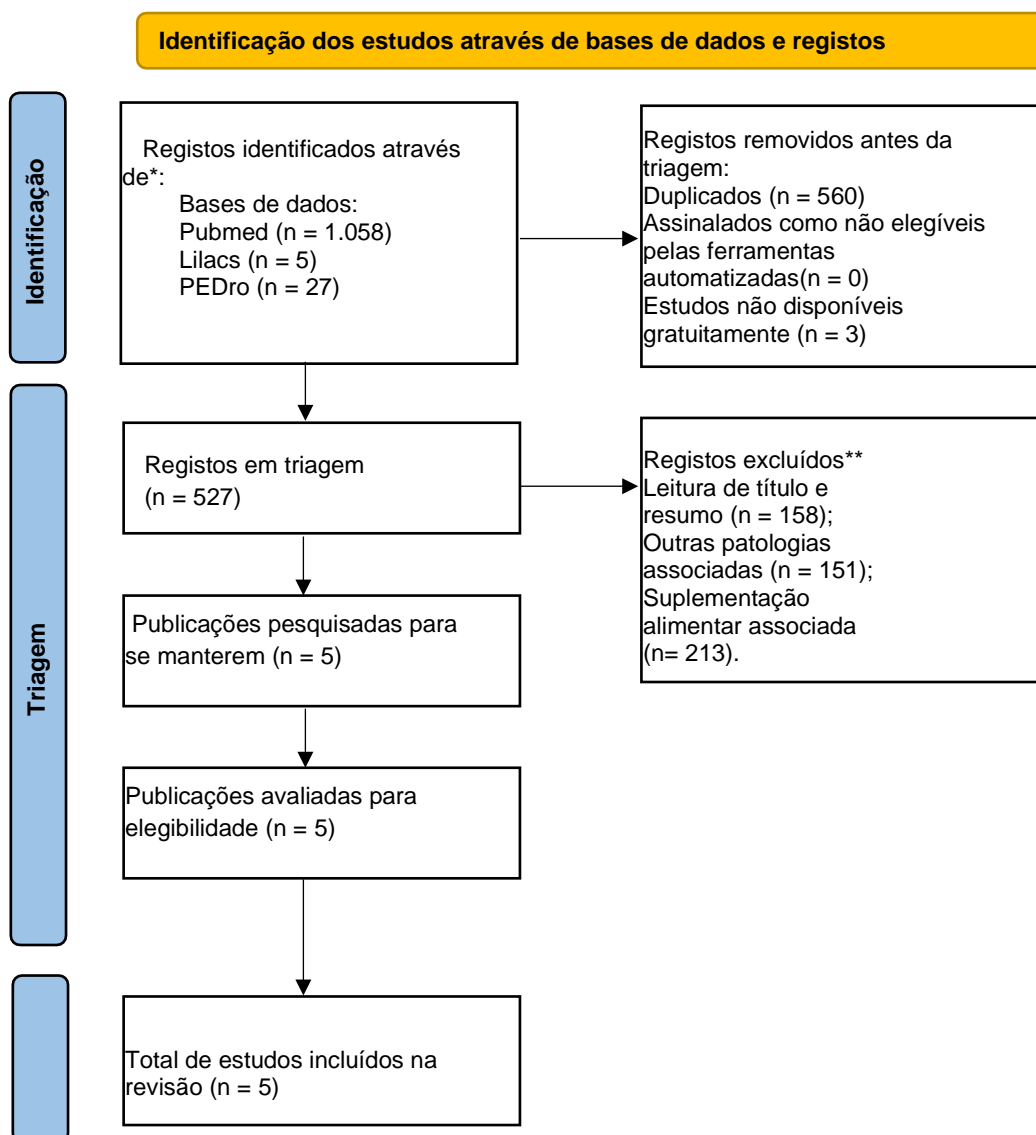 Identificação dos estudos através de bases de dados e registos
Identificação
Registos identificados através
de*:
Bases de dados:
Pubmed (n = 1.058)
Lilacs (n = 5)
PEDro (n = 27)
Registos removidos antes da
triagem:
Duplicados (n = 560)
Assinalados como não elegíveis
pelas ferramentas
automatizadas(n = 0)
Estudos não disponíveis
gratuitamente (n = 3)
Triagem
Registos em triagem
(n = 527)
Registos excluídos**
Leitura de título e
resumo (n = 158);
Outras patologias
associadas (n = 151);
Suplementação
alimentar associada
(n= 213).
Publicações pesquisadas para
se manterem (n = 5)
Publicações avaliadas para
elegibilidade (n = 5)
Total de estudos incluídos na
revisão (n = 5)